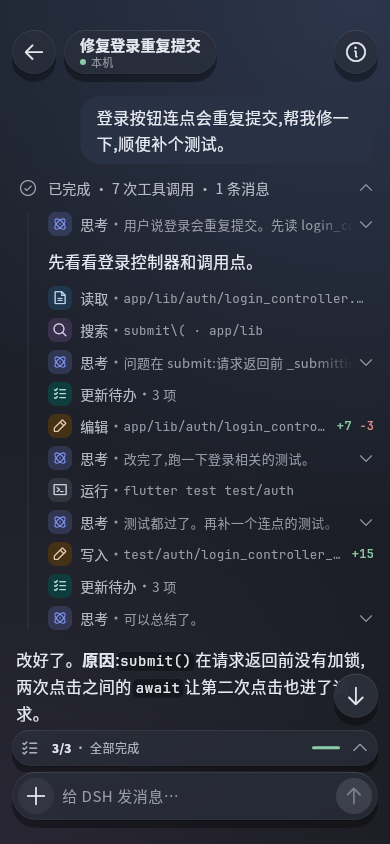 修复登录重复提交
本机
登录按钮连点会重复提交,帮我修一
下,顺便补个测试。
已完成 · 7 次工具调用 · 1 条消息
思考 · 用户说登录会重复提交。先读 login_c
先看看登录控制器和调用点。
读取 · app/lib/auth/login_controller.…
搜索 · submit\( · app/lib
思考 · 问题在 submit:请求返回前 _submitti
更新待办 · 3 项
编辑 · app/lib/auth/login_contro… +7 -3
思考 · 改完了,跑一下登录相关的测试。
运行 · flutter test test/auth
思考 · 测试都过了。再补一个连点的测试。
写入 · test/auth/login_controller_… +15
更新待办 · 3 项
思考 · 可以总结了。
改好了。原因:submit() 在请求返回前没有加锁,
两次点击之间的 await 让第二次点击也进了
求。
3/3 · 全部完成
给 DSH 发消息…